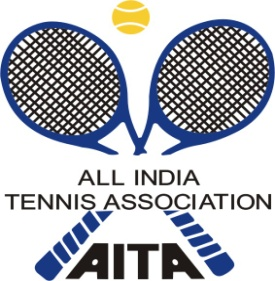 ALL INDIA
TENNIS ASSOCIATION
AITA